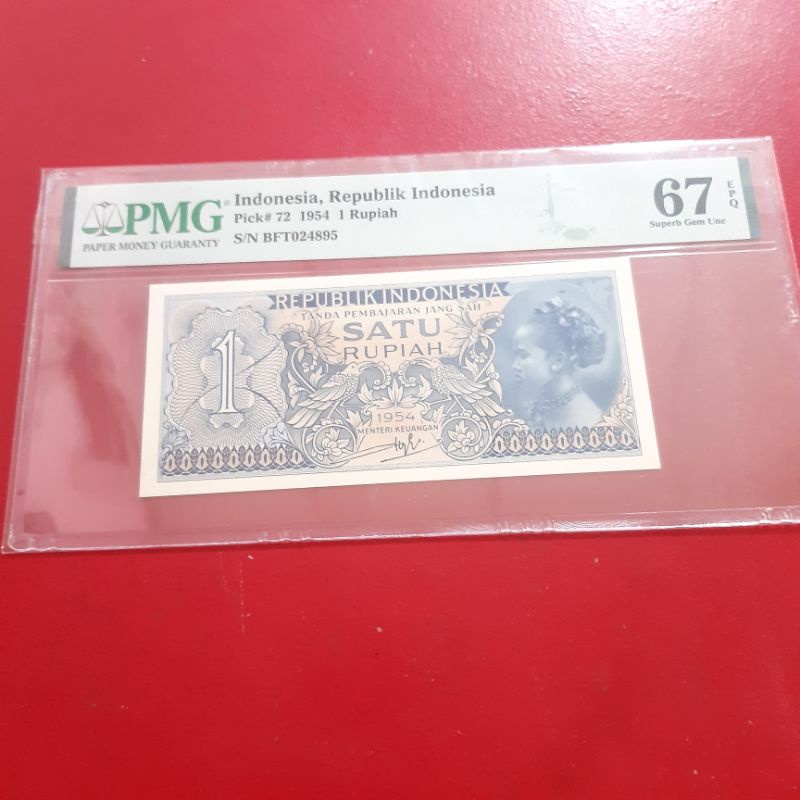 PMG
PAPER MONEY GUARANTY
Indonesia, Republik Indonesia
Pick# 72 1954 1 Rupiah
S/N BFT024895
67 EPQ
Superb Gem Unc
REPUBLIK INDONESIA
TANDA PEMBAJARAN JANG SAH
SATU
RUPIAH
1
1954
MENTERI KEUANGAN